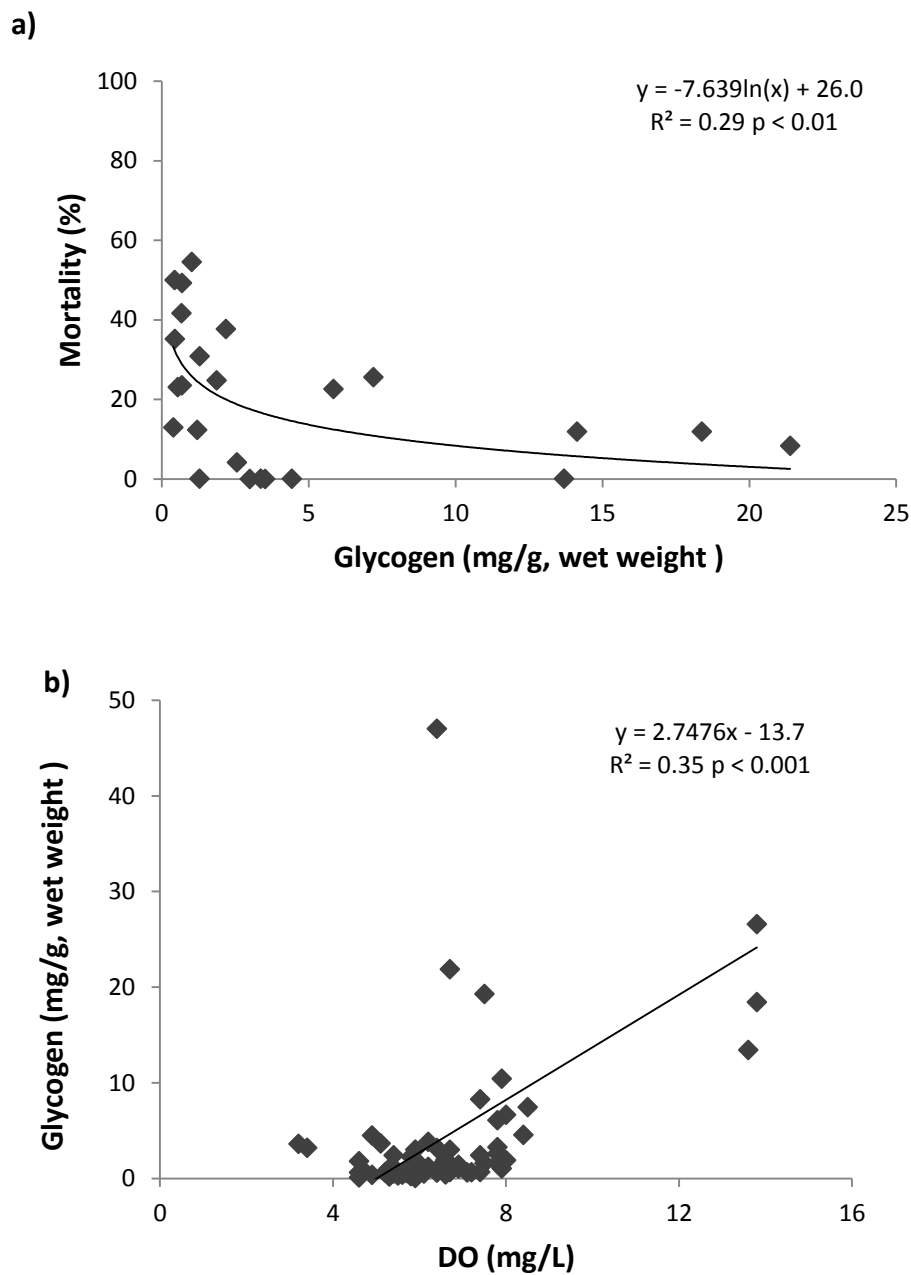 a)
y = -7.639ln(x) + 26.0
R² = 0.29 p < 0.01
Mortality (%)
100
80
60
40
20
0
0 5 10 15 20 25
Glycogen (mg/g, wet weight )
b)
y = 2.7476x - 13.7
R² = 0.35 p < 0.001
Glycogen (mg/g, wet weight )
50
40
30
20
10
0
0 4 8 12 16
DO (mg/L)